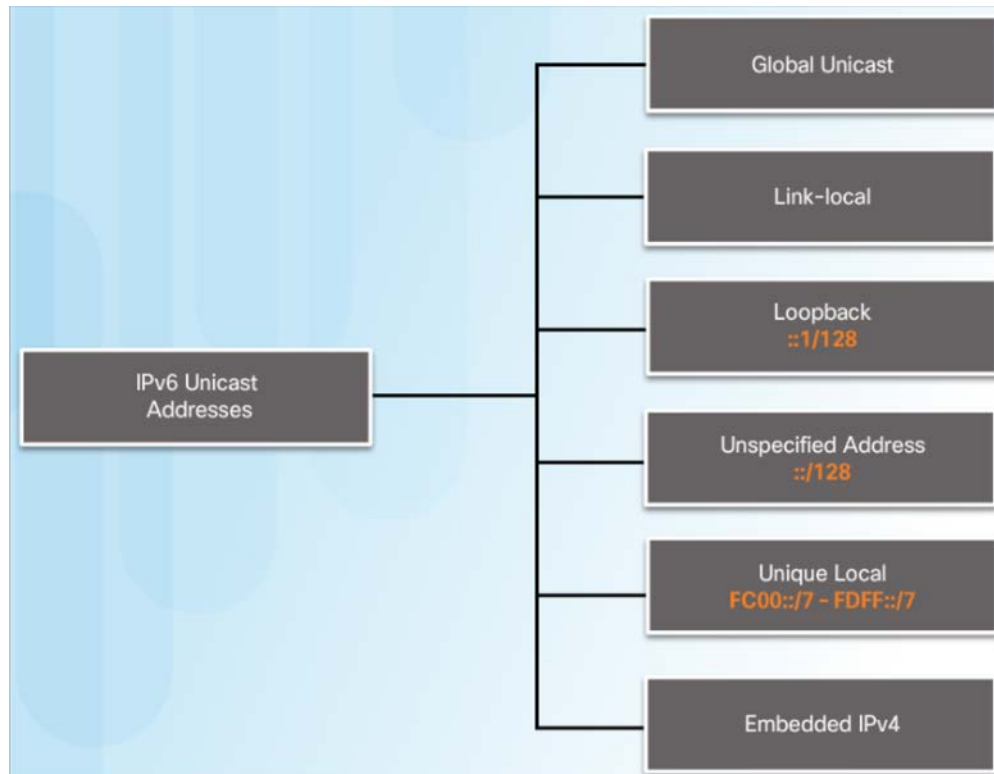 IPv6 Unicast
Addresses
Global Unicast
Link-local
Loopback
::1/128
Unspecified Address
::/128
Unique Local
FC00::/7 - FDFF::/7
Embedded IPv4